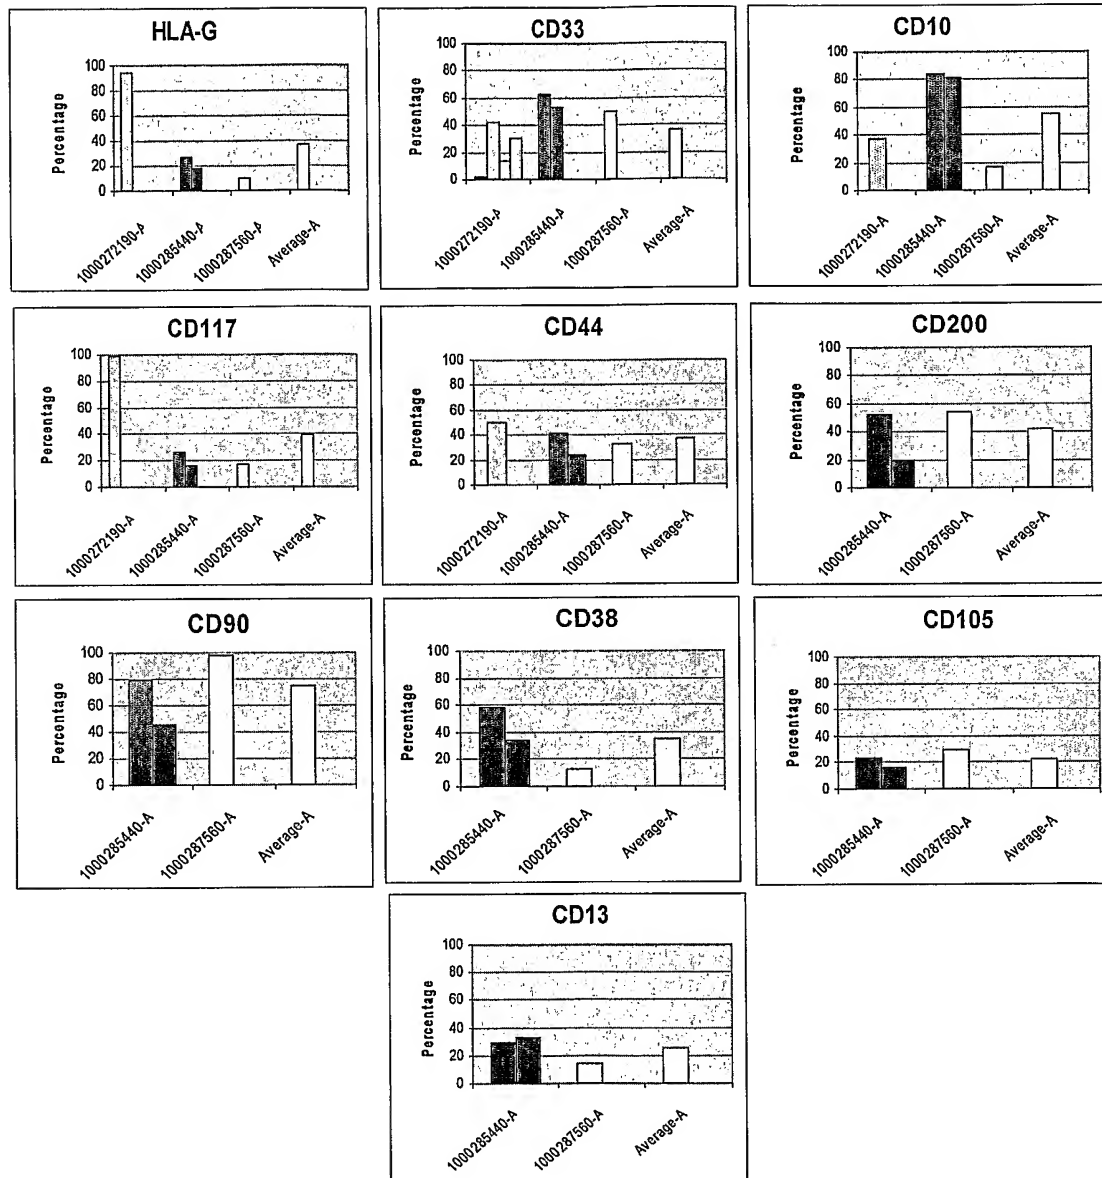 HLA-G
Percentage
100
80
60
40
20
0
1000272190-A
1000285440-A
1000287560-A
Average-A
CD33
Percentage
100
80
60
40
20
0
1000272190-A
1000285440-A
1000287560-A
Average-A
CD10
Percentage
100
80
60
40
20
0
1000272190-A
1000285440-A
1000287560-A
Average-A
CD117
Percentage
100
80
60
40
20
0
1000272190-A
1000285440-A
1000287560-A
Average-A
CD44
Percentage
100
80
60
40
20
0
1000272190-A
1000285440-A
1000287560-A
Average-A
CD200
Percentage
100
80
60
40
20
0
1000285440-A
1000287560-A
Average-A
CD90
Percentage
100
80
60
40
20
0
1000285440-A
1000287560-A
Average-A
CD38
Percentage
100
80
60
40
20
0
1000285440-A
1000287560-A
Average-A
CD105
Percentage
100
80
60
40
20
0
1000285440-A
1000287560-A
Average-A
CD13
Percentage
100
80
60
40
20
0
1000285440-A
1000287560-A
Average-A